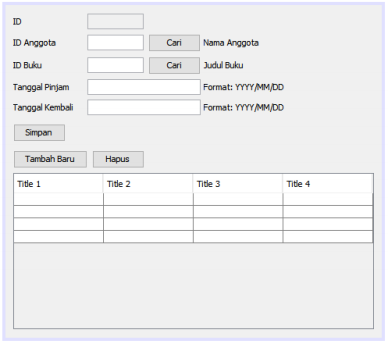 ID
ID Anggota Cari Nama Anggota
ID Buku Cari Judul Buku
Tanggal Pinjam Format: YYYY/MM/DD
Tanggal Kembali Format: YYYY/MM/DD
Simpan
Tambah Baru Hapus
Title 1 Title 2 Title 3 Title 4